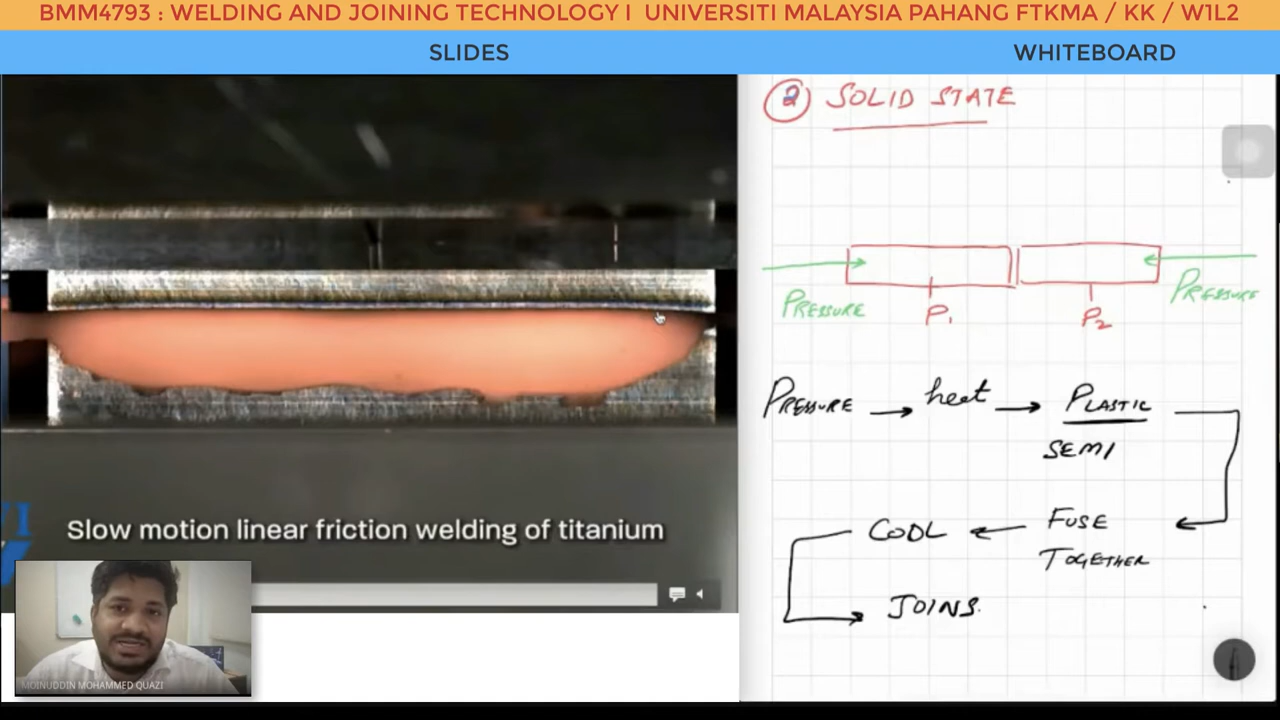 BMM4793 : WELDING AND JOINING TECHNOLOGY I UNIVERSITI MALAYSIA PAHANG FTKMA / KK / W1L2
SLIDES
WHITEBOARD
Slow motion linear friction welding of titanium
MOINUDDIN MOHAMMED QUAZI
2 SOLID STATE
PRESSURE
P1
P2
PRESSURE
PRESSURE → heat → PLASTIC
SEMI
COOL ← FUSE
TOGETHER
JOINS.